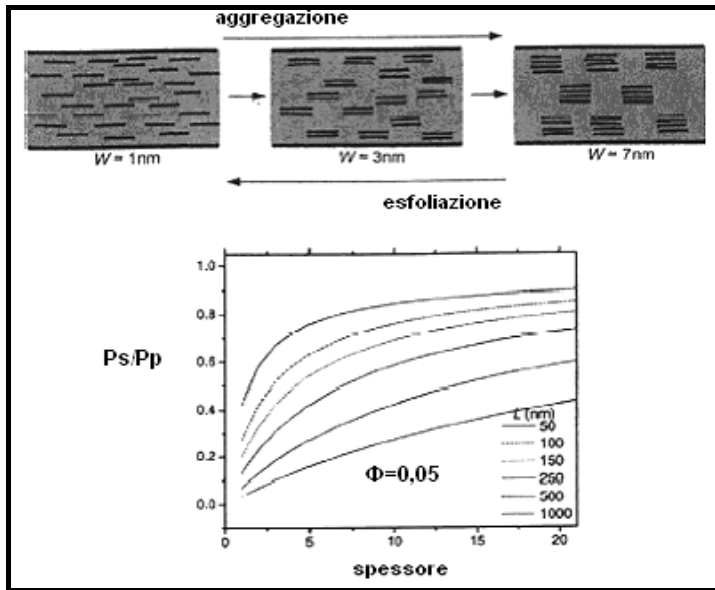 aggregazione
W = 1nm
W = 3nm
W = 7nm
esfoliazione
1.0
0.8
0.6
0.4
0.2
0.0
Ps/Pp
L (nm)
50
100
150
250
500
1000
Φ=0,05
0
5
10
15
20
spessore